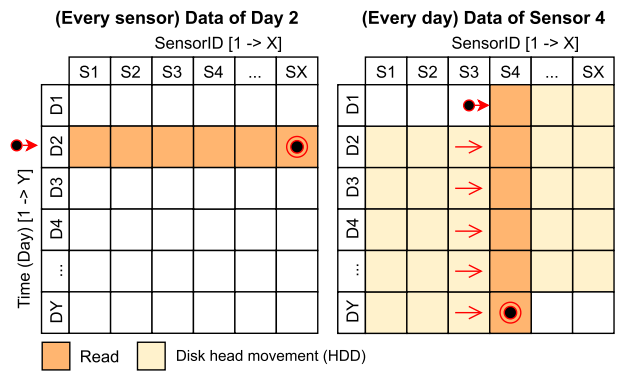 (Every sensor) Data of Day 2
SensorID [1 -> X]
S1 S2 S3 S4 ... SX
Time (Day) [1 -> Y]
D1
D2
D3
D4
...
DY
(Every day) Data of Sensor 4
SensorID [1 -> X]
S1 S2 S3 S4 ... SX
D1
D2
D3
D4
...
DY
Read
Disk head movement (HDD)